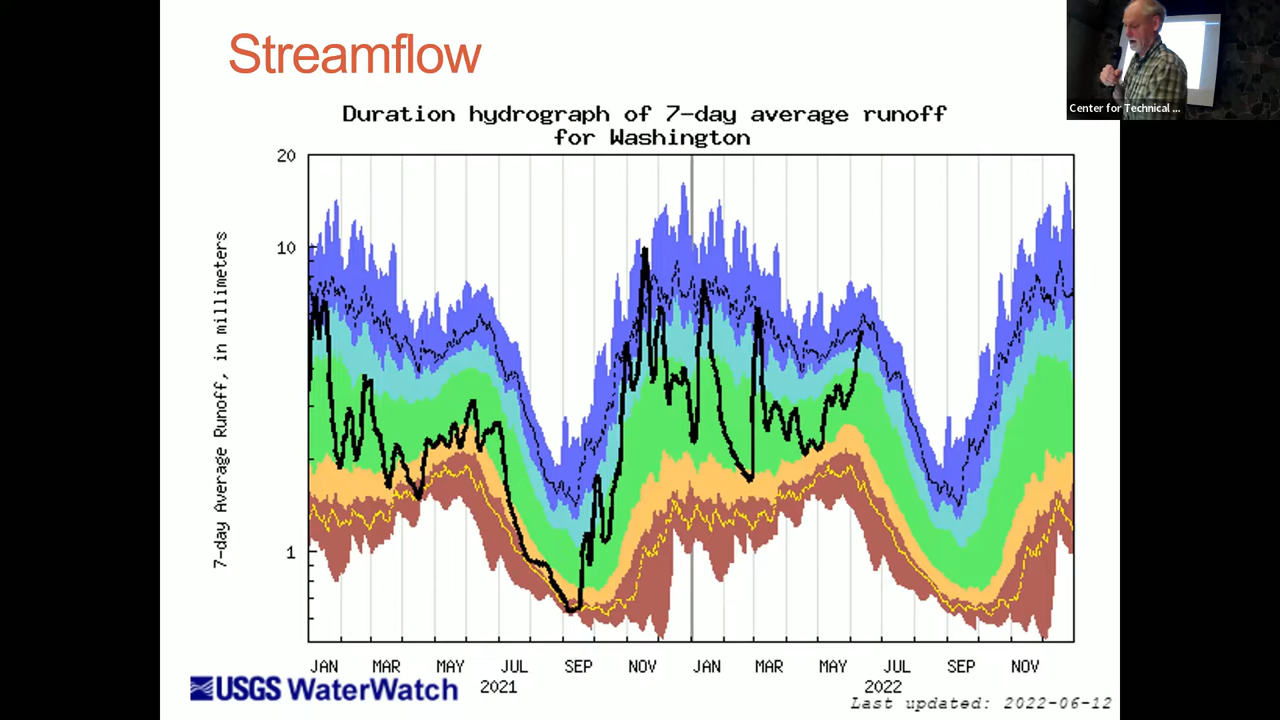 Streamflow
Center for Technical ...
Duration hydrograph of 7-day average runoff
for Washington
20
10
1
7-day Average Runoff, in millimeters
JAN MAR MAY JUL SEP NOV JAN MAR MAY JUL SEP NOV
2021 2022
USGS WaterWatch
Last updated: 2022-06-12